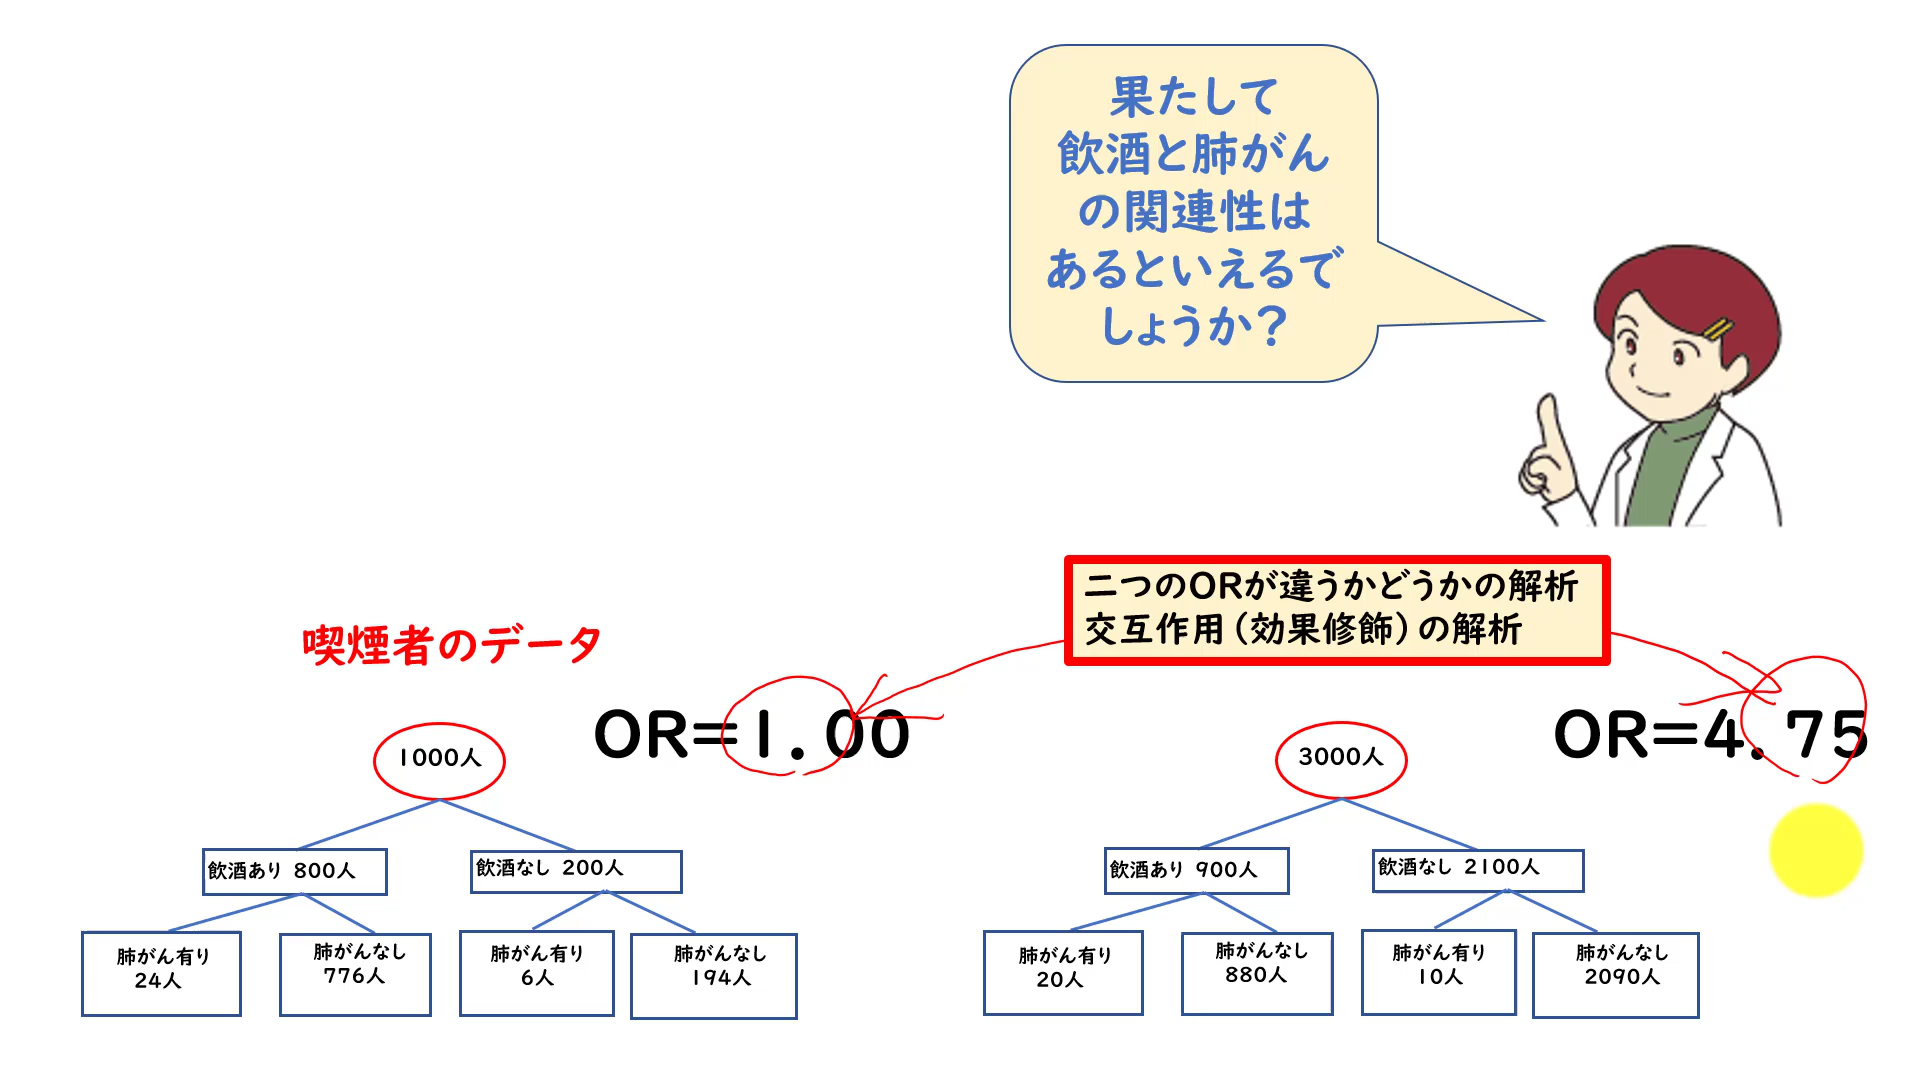 果たして
飲酒と肺がん
の関連性は
あるといえるで
しょうか？
二つのORが違うかどうかの解析
交互作用（効果修飾）の解析
喫煙者のデータ
OR=1.00
1000人
飲酒あり 800人
飲酒なし 200人
肺がん有り
24人
肺がんなし
776人
肺がん有り
6人
肺がんなし
194人
OR=4.75
3000人
飲酒あり 900人
飲酒なし 2100人
肺がん有り
20人
肺がんなし
880人
肺がん有り
10人
肺がんなし
2090人